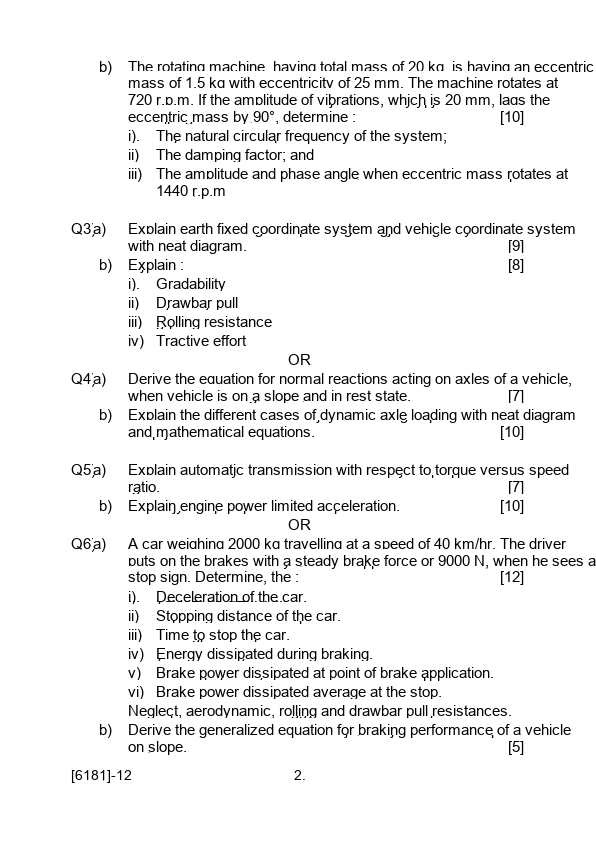 b) The rotating machine, having total mass of 20 kg, is having an eccentric
mass of 1.5 kg with eccentricity of 25 mm. The machine rotates at
720 r.p.m. If the amplitude of vibrations, which is 20 mm, lags the
eccentric mass by 90°, determine : [10]
i). The natural circular frequency of the system;
ii) The damping factor; and
iii) The amplitude and phase angle when eccentric mass rotates at
1440 r.p.m
Q3)a) Explain earth fixed coordinate system and vehicle coordinate system
with neat diagram. [9]
b) Explain : [8]
i). Gradability
ii) Drawbar pull
iii) Rolling resistance
iv) Tractive effort
OR
Q4)a) Derive the equation for normal reactions acting on axles of a vehicle,
when vehicle is on a slope and in rest state. [7]
b) Explain the different cases of dynamic axle loading with neat diagram
and mathematical equations. [10]
Q5)a) Explain automatic transmission with respect to torque versus speed
ratio. [7]
b) Explain engine power limited acceleration. [10]
OR
Q6)a) A car weighing 2000 kg travelling at a speed of 40 km/hr. The driver
puts on the brakes with a steady brake force or 9000 N, when he sees a
stop sign. Determine, the : [12]
i). Deceleration of the car.
ii) Stopping distance of the car.
iii) Time to stop the car.
iv) Energy dissipated during braking.
v) Brake power dissipated at point of brake application.
vi) Brake power dissipated average at the stop.
Neglect, aerodynamic, rolling and drawbar pull resistances.
b) Derive the generalized equation for braking performance of a vehicle
on slope. [5]
[6181]-12 2.